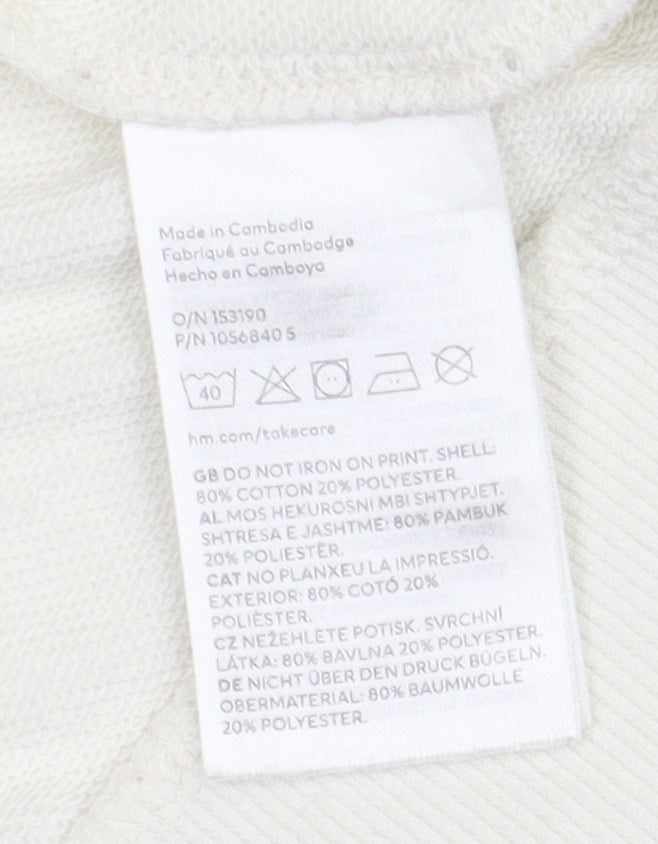 Made in Cambodia
Fabriqué au Cambodge
Hecho en Camboya
O/N 153190
P/N 1056840 5
40
hm.com/takecare
GB DO NOT IRON ON PRINT. SHELL:
80% COTTON 20% POLYESTER.
AL MOS HEKUROSNI MBI SHTYPJET.
SHTRESA E JASHTME: 80% PAMBUK
20% POLIESTËR.
CAT NO PLANXEU LA IMPRESSIÓ.
EXTERIOR: 80% COTÓ 20%
POLIÈSTER.
CZ NEŽEHLETE POTISK. SVRCHNÍ
LÁTKA: 80% BAVLNA 20% POLYESTER.
DE NICHT ÜBER DEN DRUCK BÜGELN.
OBERMATERIAL: 80% BAUMWOLLE
20% POLYESTER.